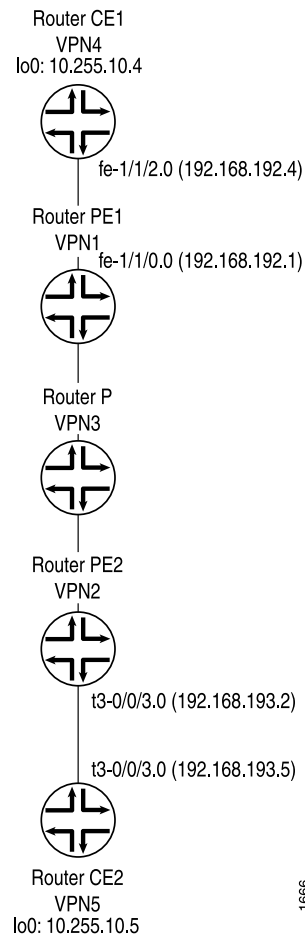 Router CE1
VPN4
lo0: 10.255.10.4
fe-1/1/2.0 (192.168.192.4)
Router PE1
VPN1
fe-1/1/0.0 (192.168.192.1)
Router P
VPN3
Router PE2
VPN2
t3-0/0/3.0 (192.168.193.2)
t3-0/0/3.0 (192.168.193.5)
Router CE2
VPN5
lo0: 10.255.10.5
1666